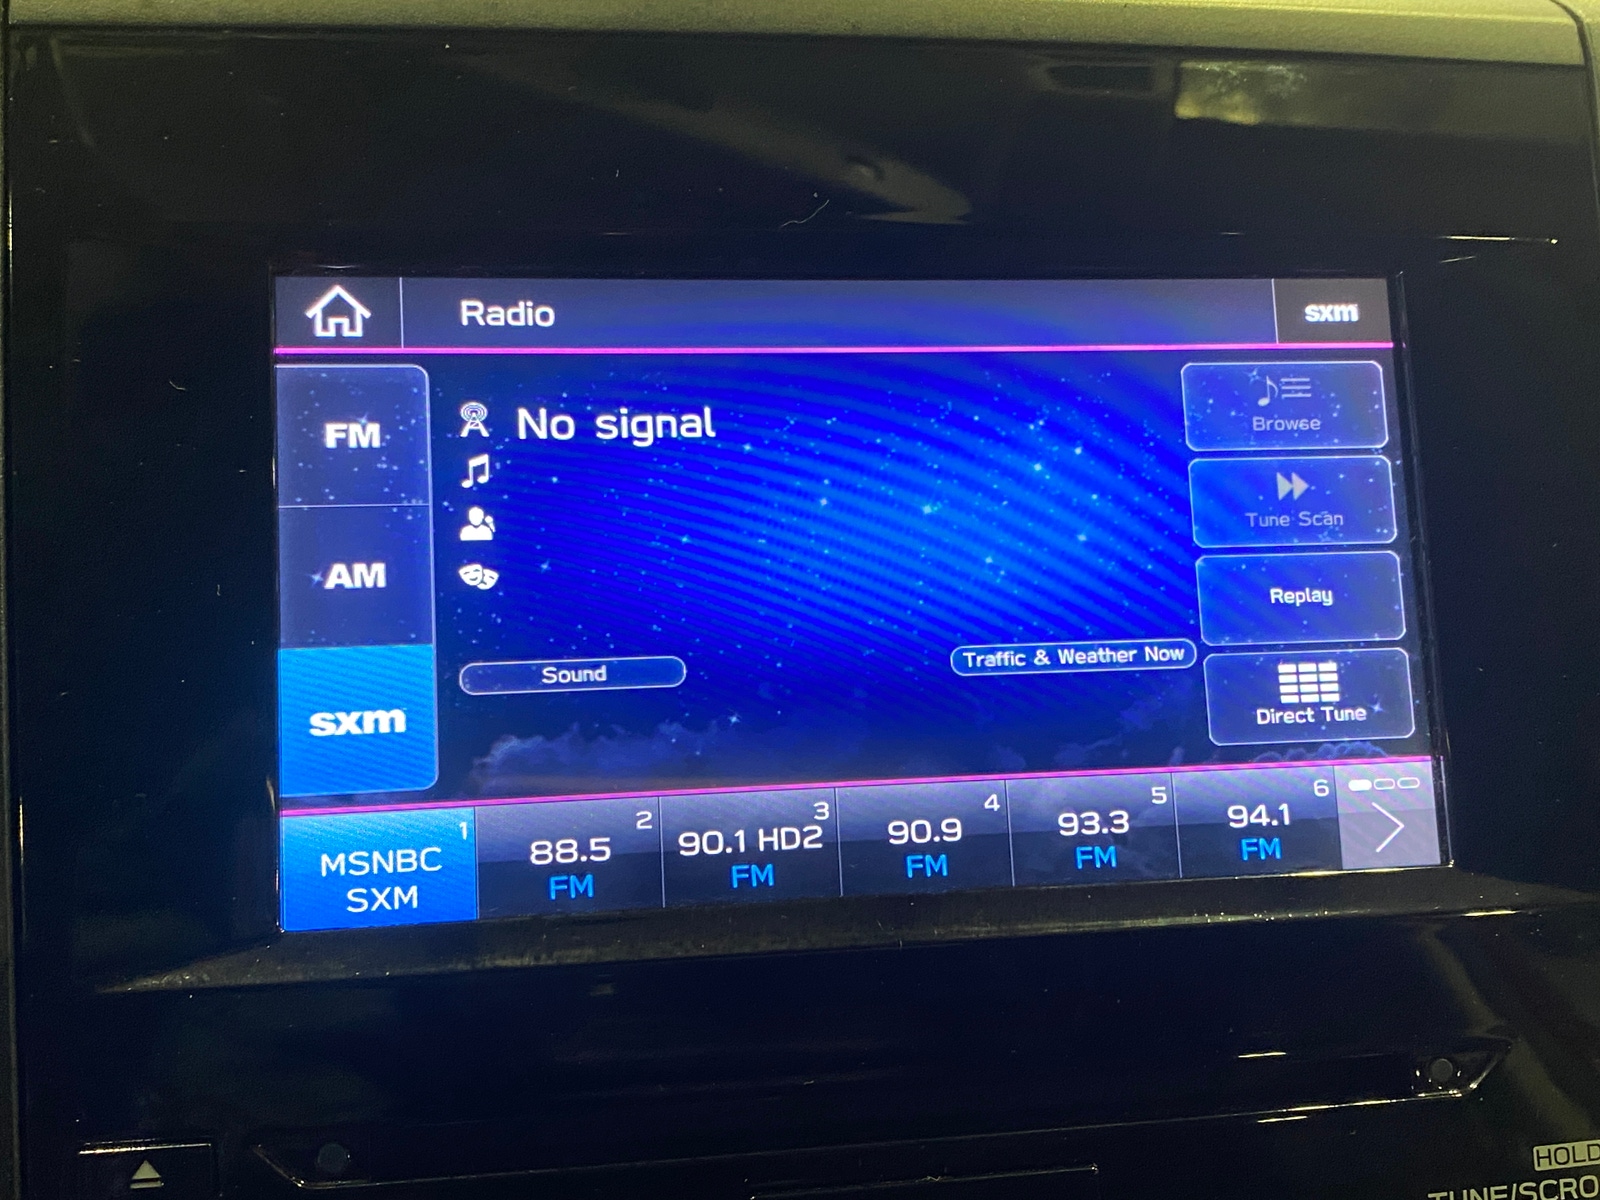 Radio
sxm
FM
No signal
Browse
Tune Scan
AM
Replay
Sound
Traffic & Weather Now
sxm
Direct Tune
1
MSNBC
SXM
2
88.5
FM
3
90.1 HD2
FM
4
90.9
FM
5
93.3
FM
6
94.1
FM
HOLD
TUNE/SCRO